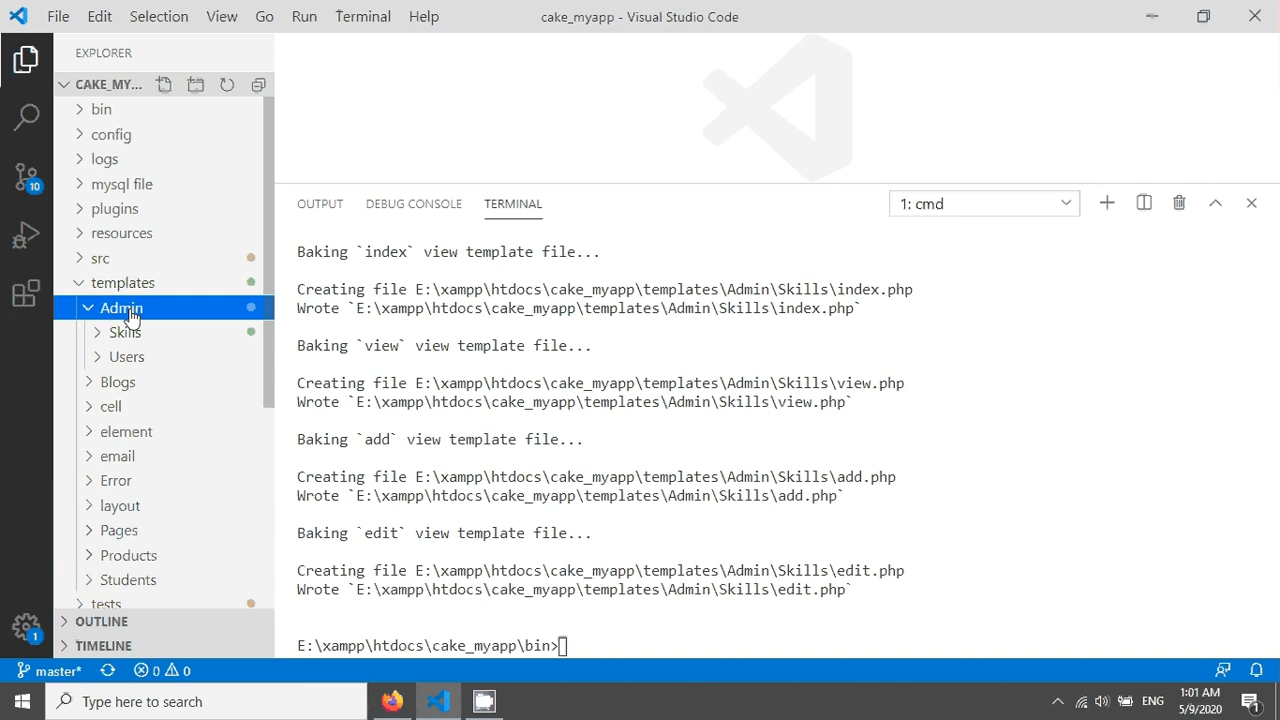 File Edit Selection View Go Run Terminal Help cake_myapp - Visual Studio Code
EXPLORER
CAKE_MY...
bin
config
logs
mysql file
plugins
resources
src
templates
Admin
Skills
Users
Blogs
cell
element
email
Error
layout
Pages
Products
Students
tests
OUTLINE
TIMELINE
10
1
OUTPUT DEBUG CONSOLE TERMINAL 1: cmd
Baking `index` view template file...
Creating file E:\xampp\htdocs\cake_myapp\templates\Admin\Skills\index.php
Wrote `E:\xampp\htdocs\cake_myapp\templates\Admin\Skills\index.php`
Baking `view` view template file...
Creating file E:\xampp\htdocs\cake_myapp\templates\Admin\Skills\view.php
Wrote `E:\xampp\htdocs\cake_myapp\templates\Admin\Skills\view.php`
Baking `add` view template file...
Creating file E:\xampp\htdocs\cake_myapp\templates\Admin\Skills\add.php
Wrote `E:\xampp\htdocs\cake_myapp\templates\Admin\Skills\add.php`
Baking `edit` view template file...
Creating file E:\xampp\htdocs\cake_myapp\templates\Admin\Skills\edit.php
Wrote `E:\xampp\htdocs\cake_myapp\templates\Admin\Skills\edit.php`
E:\xampp\htdocs\cake_myapp\bin>
master* 0 0
Type here to search
ENG
1:01 AM
5/9/2020
1